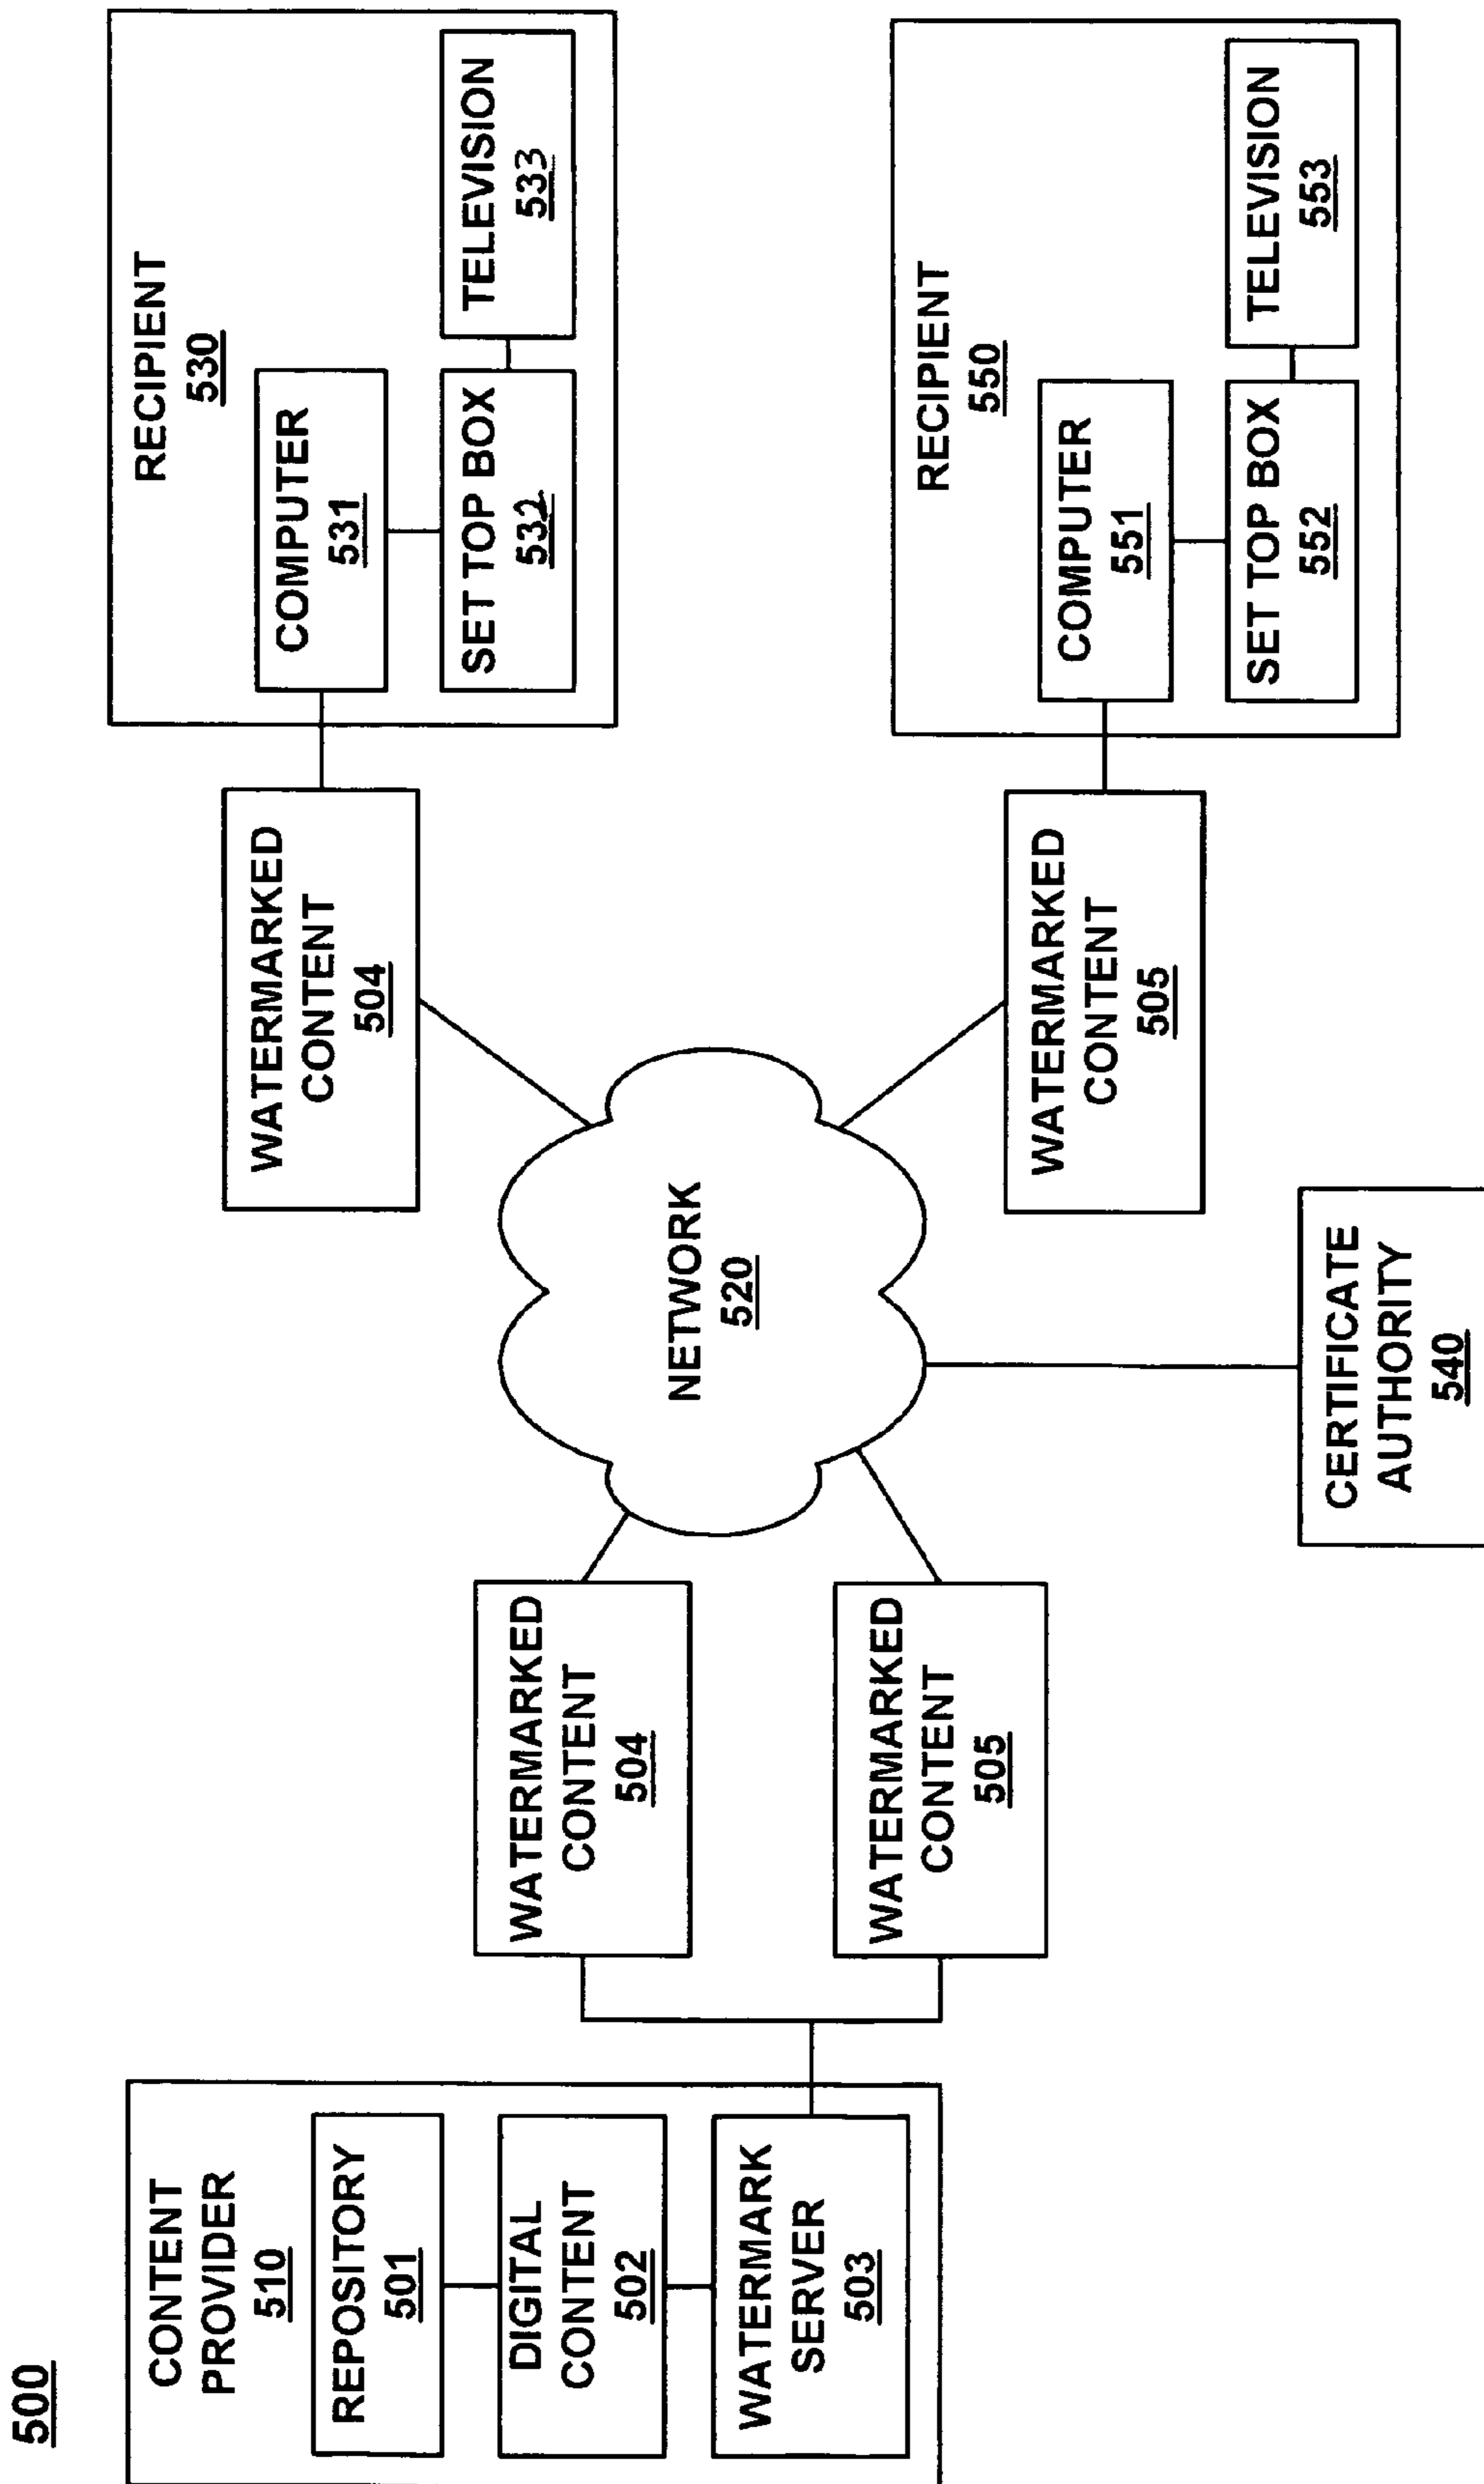 500
CONTENT
PROVIDER
510
REPOSITORY
501
DIGITAL
CONTENT
502
WATERMARK
SERVER
503
WATERMARKED
CONTENT
504
WATERMARKED
CONTENT
505
NETWORK
520
CERTIFICATE
AUTHORITY
540
WATERMARKED
CONTENT
504
WATERMARKED
CONTENT
505
RECIPIENT
530
COMPUTER
531
SET TOP BOX
532
TELEVISION
533
RECIPIENT
550
COMPUTER
551
SET TOP BOX
552
TELEVISION
553